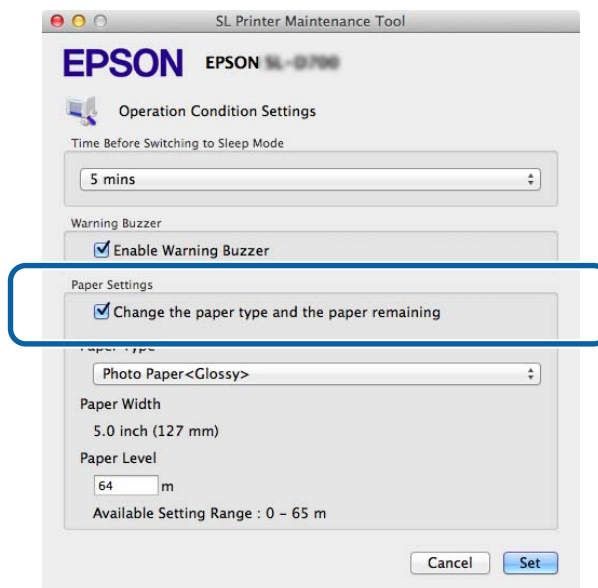 SL Printer Maintenance Tool
EPSON EPSON
Operation Condition Settings
Time Before Switching to Sleep Mode
5 mins
Warning Buzzer
Enable Warning Buzzer
Paper Settings
Change the paper type and the paper remaining
Paper Type
Photo Paper<Glossy>
Paper Width
5.0 inch (127 mm)
Paper Level
64 m
Available Setting Range : 0 – 65 m
Cancel Set